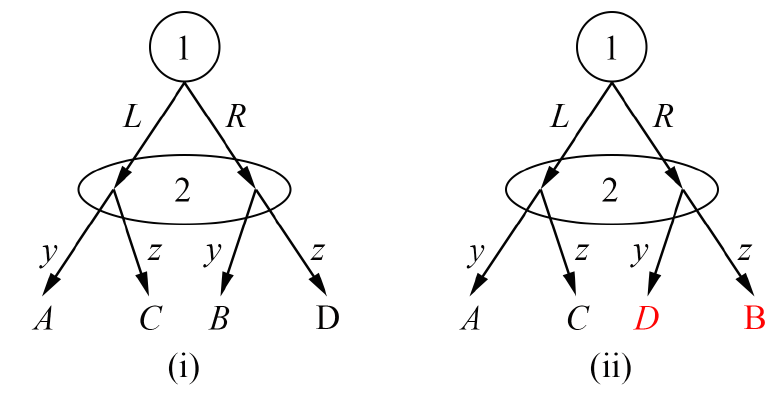 1 1
L R L R
2 2
y z y z y z y z
A C B D A C D B
(i) (ii)